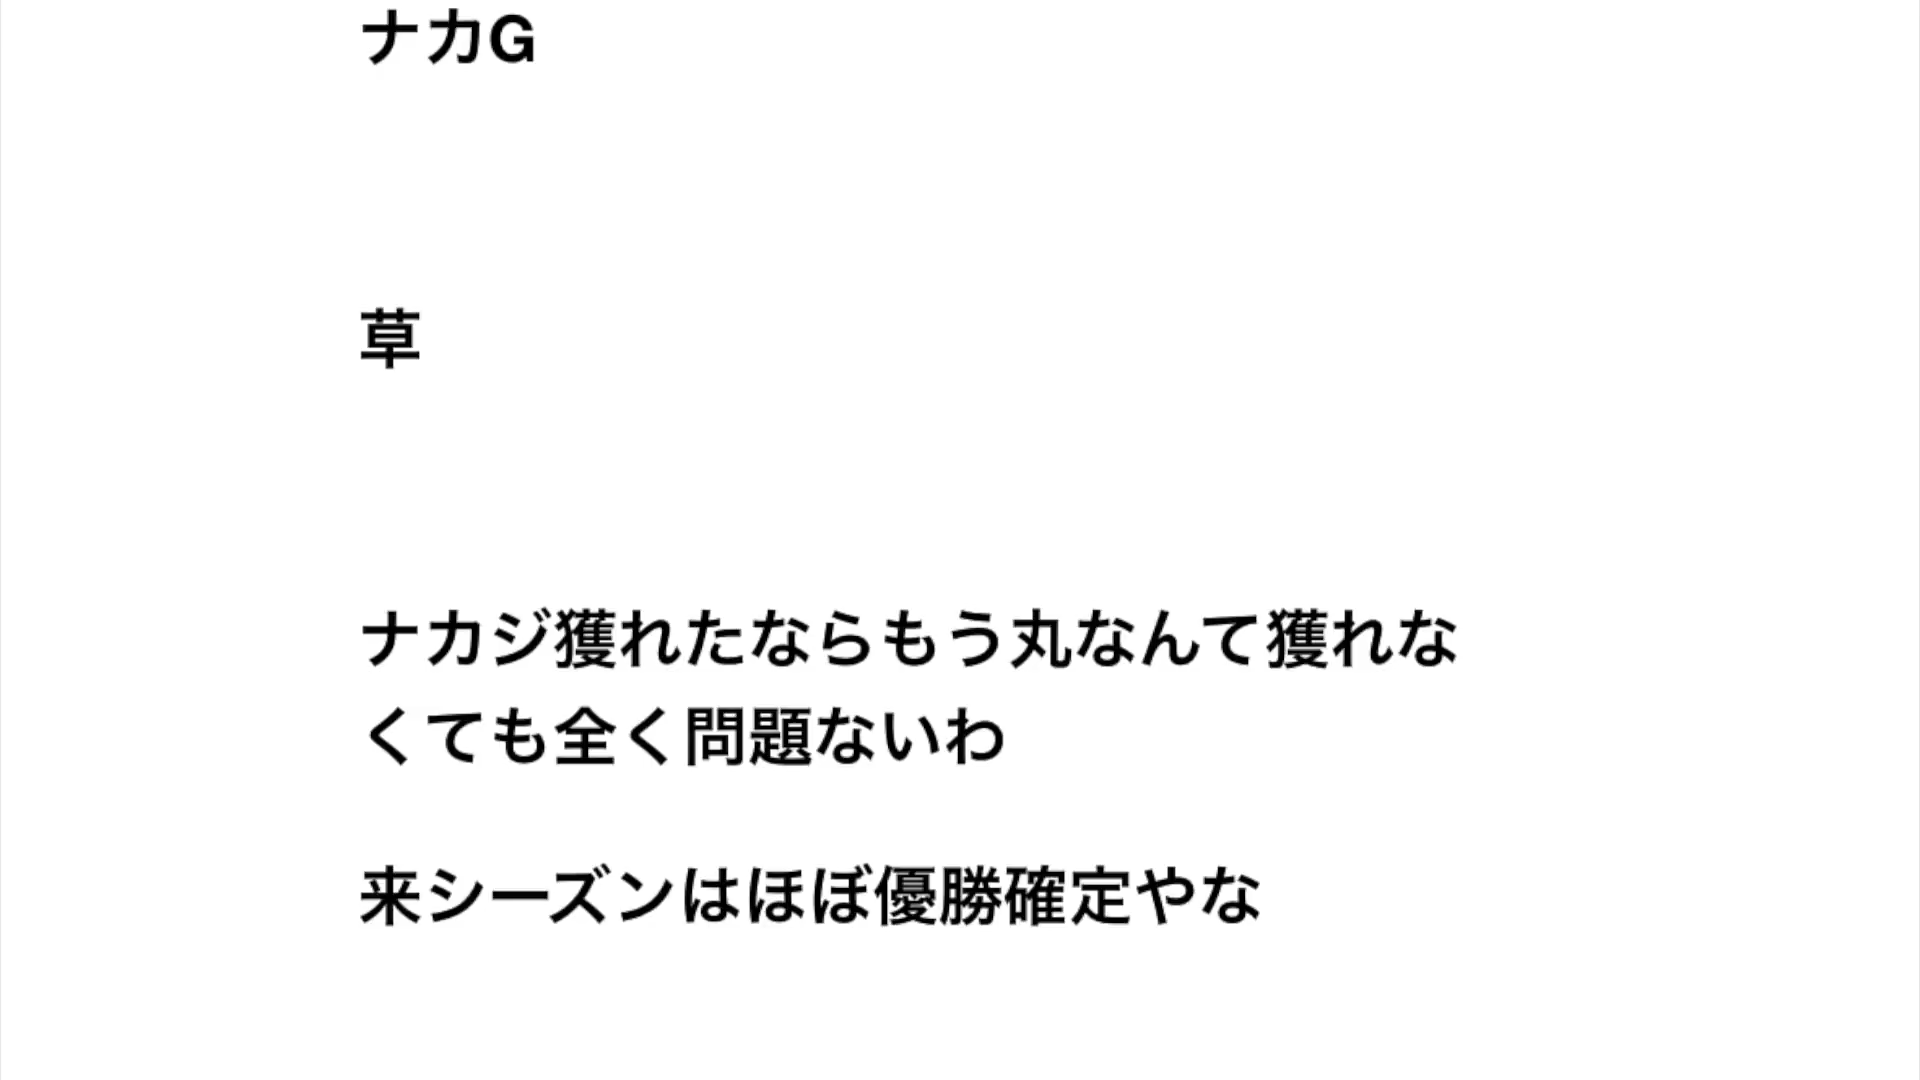 ナカG
草
ナカジ獲れたならもう丸なんて獲れな
くても全く問題ないわ
来シーズンはほぼ優勝確定やな